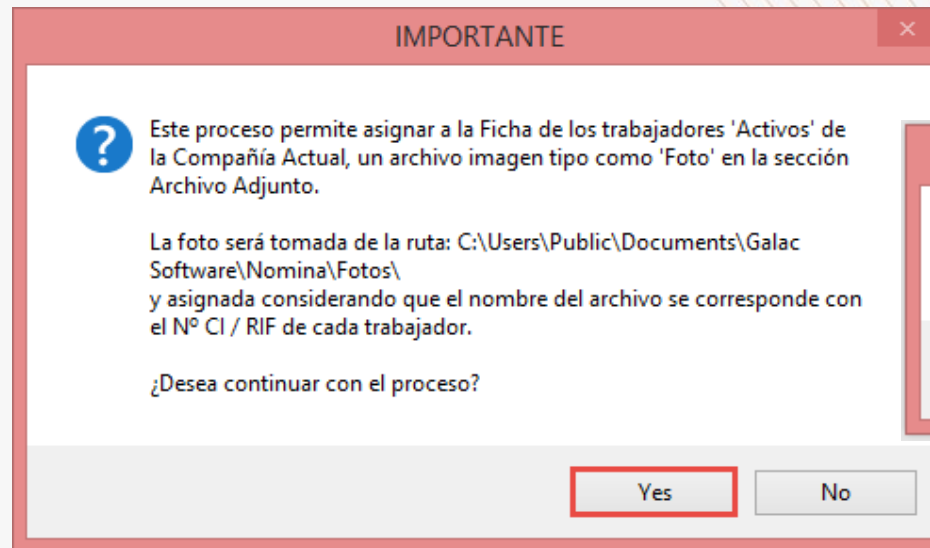 IMPORTANTE
Este proceso permite asignar a la Ficha de los trabajadores 'Activos' de
la Compañía Actual, un archivo imagen tipo como 'Foto' en la sección
Archivo Adjunto.
La foto será tomada de la ruta: C:\Users\Public\Documents\Galac
Software\Nomina\Fotos\
y asignada considerando que el nombre del archivo se corresponde con
el Nº CI / RIF de cada trabajador.
¿Desea continuar con el proceso?
Yes
No